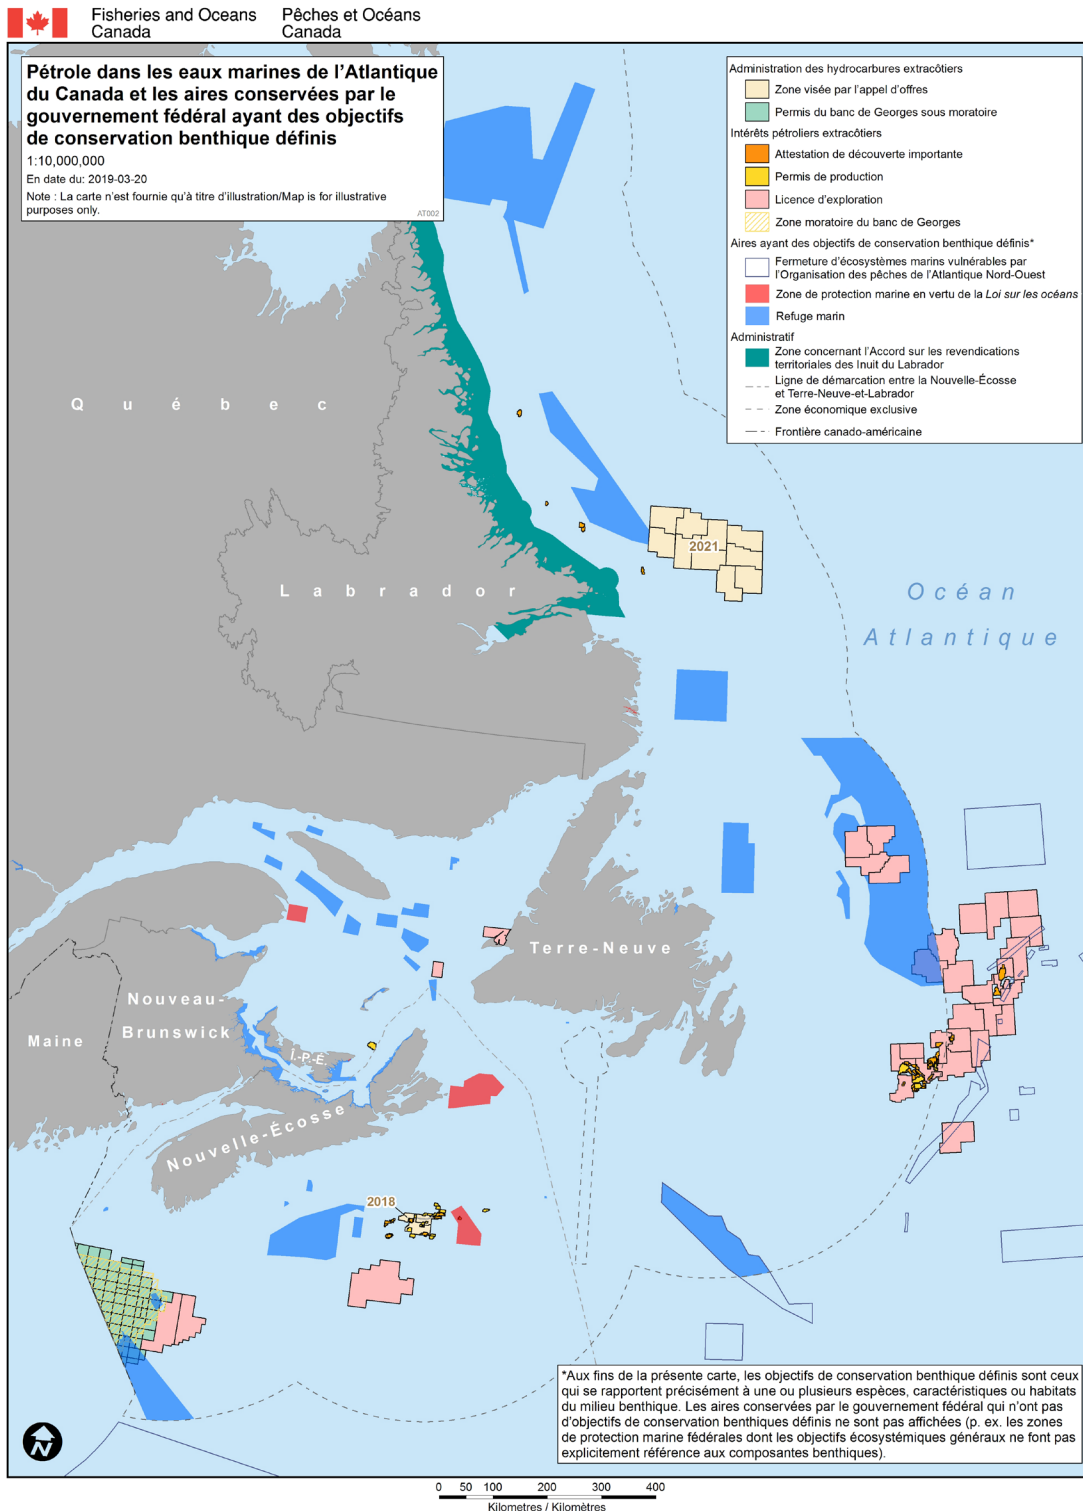 Fisheries and Oceans
Canada
Pêches et Océans
Canada
Pétrole dans les eaux marines de l'Atlantique
du Canada et les aires conservées par le
gouvernement fédéral ayant des objectifs
de conservation benthique définis
1:10,000,000
En date du: 2019-03-20
Note : La carte n'est fournie qu'à titre d'illustration/Map is for illustrative
purposes only.
AT002
Administration des hydrocarbures extracôtiers
Zone visée par l'appel d'offres
Permis du banc de Georges sous moratoire
Intérêts pétroliers extracôtiers
Attestation de découverte importante
Permis de production
Licence d'exploration
Zone moratoire du banc de Georges
Aires ayant des objectifs de conservation benthique définis*
Fermeture d'écosystèmes marins vulnérables par
l'Organisation des pêches de l'Atlantique Nord-Ouest
Zone de protection marine en vertu de la Loi sur les océans
Refuge marin
Administratif
Zone concernant l'Accord sur les revendications
territoriales des Inuit du Labrador
Ligne de démarcation entre la Nouvelle-Écosse
et Terre-Neuve-et-Labrador
Zone économique exclusive
Frontière canado-américaine
Québec
2021
Labrador
Océan
Atlantique
Terre-Neuve
Nouveau-
Brunswick
Maine
Î.-P.-É.
Nouvelle-Écosse
2018
*Aux fins de la présente carte, les objectifs de conservation benthique définis sont ceux
qui se rapportent précisément à une ou plusieurs espèces, caractéristiques ou habitats
du milieu benthique. Les aires conservées par le gouvernement fédéral qui n'ont pas
d'objectifs de conservation benthiques définis ne sont pas affichées (p. ex. les zones
de protection marine fédérales dont les objectifs écosystémiques généraux ne font pas
explicitement référence aux composantes benthiques).
N
0 50 100 200 300 400
Kilometres / Kilomètres